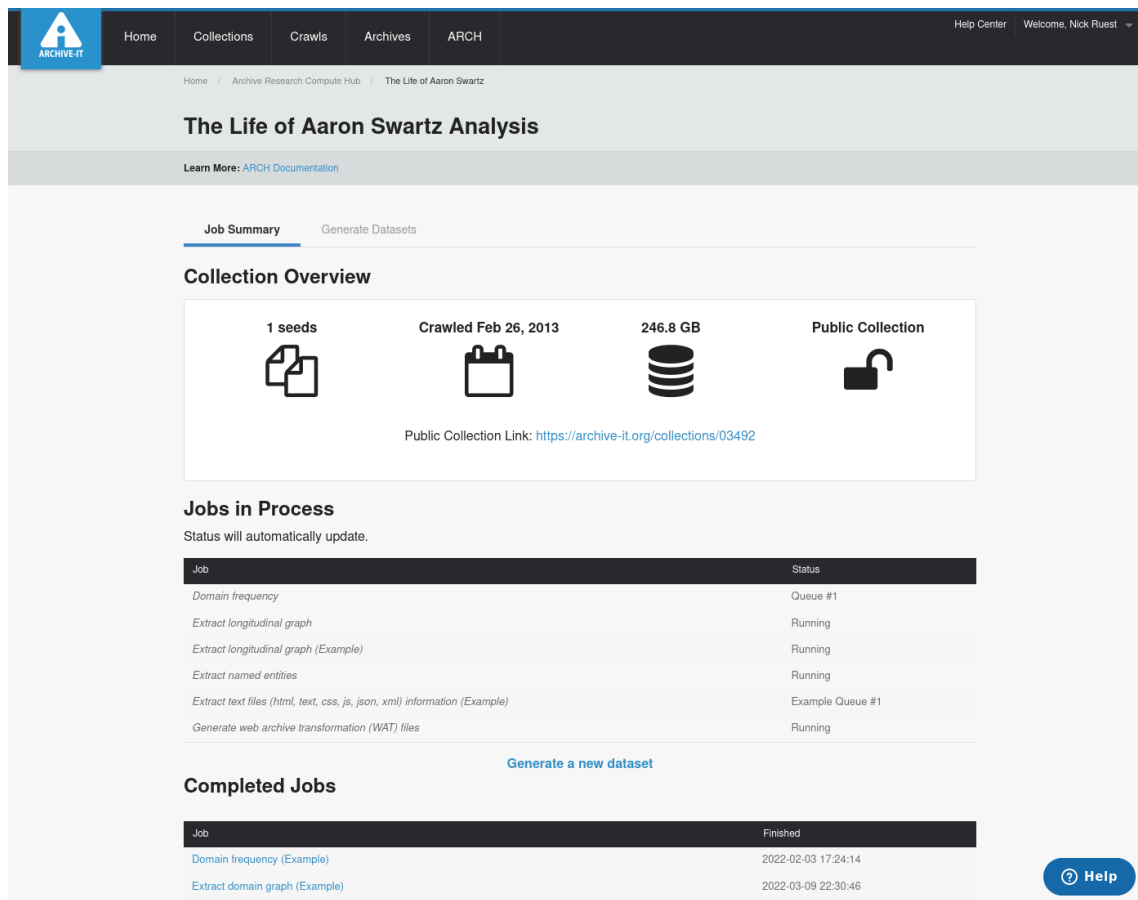 ARCHIVE-IT
Home Collections Crawls Archives ARCH
Help Center Welcome, Nick Ruest
Home / Archive Research Compute Hub / The Life of Aaron Swartz
The Life of Aaron Swartz Analysis
Learn More: ARCH Documentation
Job Summary Generate Datasets
Collection Overview
1 seeds Crawled Feb 26, 2013 246.8 GB Public Collection
Public Collection Link: https://archive-it.org/collections/03492
Jobs in Process
Status will automatically update.
Job Status
Domain frequency Queue #1
Extract longitudinal graph Running
Extract longitudinal graph (Example) Running
Extract named entities Running
Extract text files (html, text, css, js, json, xml) information (Example) Example Queue #1
Generate web archive transformation (WAT) files Running
Generate a new dataset
Completed Jobs
Job Finished
Domain frequency (Example) 2022-02-03 17:24:14
Extract domain graph (Example) 2022-03-09 22:30:46
? Help